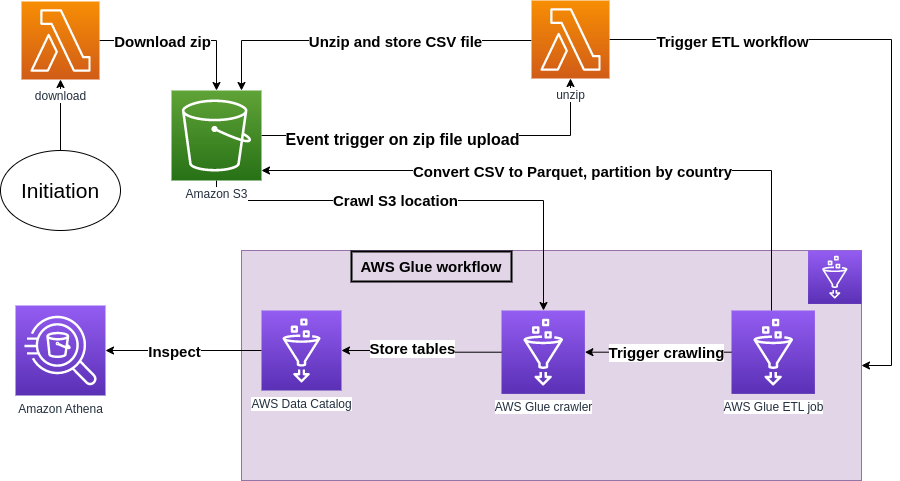 Download zip
Unzip and store CSV file
Trigger ETL workflow
download
unzip
Event trigger on zip file upload
Initiation
Amazon S3
Convert CSV to Parquet, partition by country
Crawl S3 location
AWS Glue workflow
Inspect
Store tables
Trigger crawling
Amazon Athena
AWS Data Catalog
AWS Glue crawler
AWS Glue ETL job